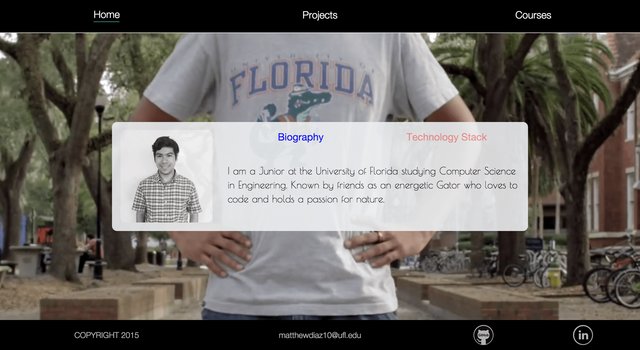 Home
Projects
Courses
UNIVERSITY OF
FLORIDA
Biography
Technology Stack
I am a Junior at the University of Florida studying Computer Science
in Engineering. Known by friends as an energetic Gator who loves to
code and holds a passion for nature.
COPYRIGHT 2015
matthewdiaz10@ufl.edu
in